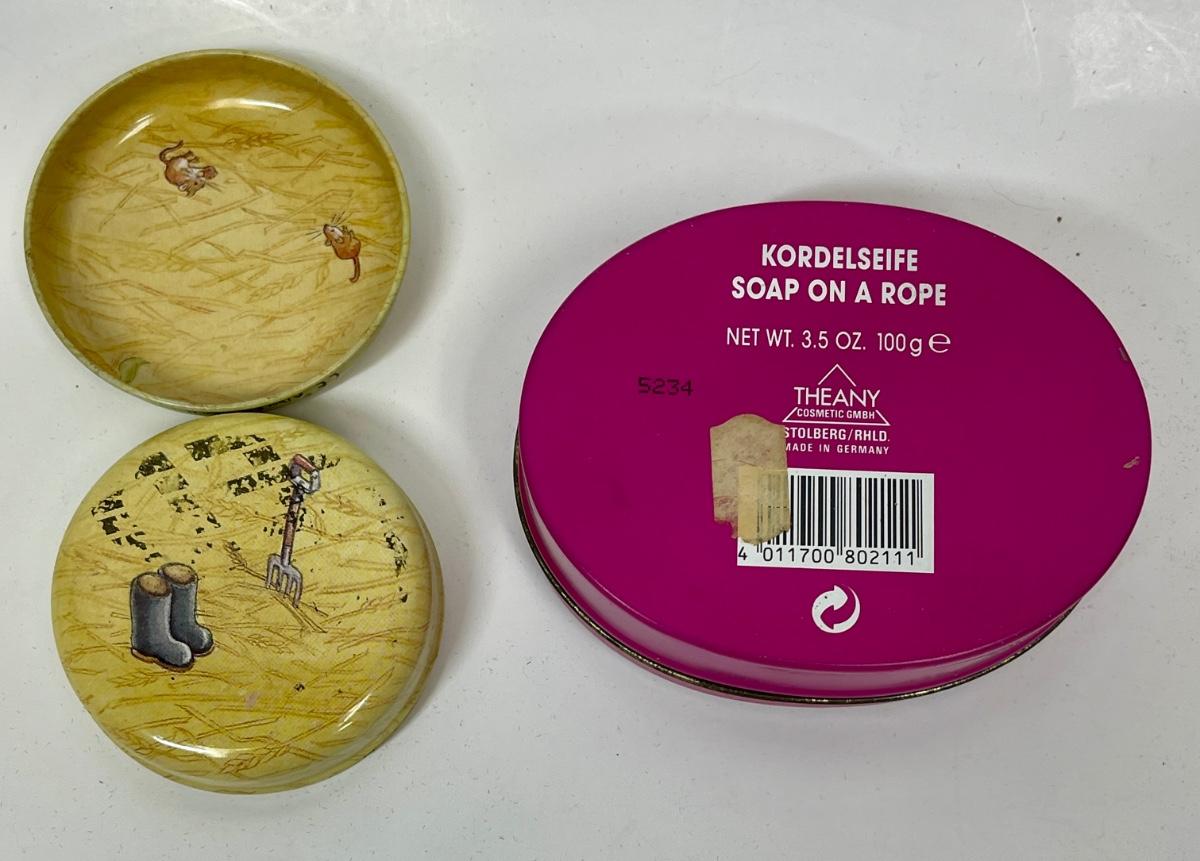 KORDELSEIFE
SOAP ON A ROPE
NET WT. 3.5 OZ. 100g ℮
5234
THEANY
COSMETIC GMBH
STOLBERG/RHLD.
MADE IN GERMANY
4 011700 802111